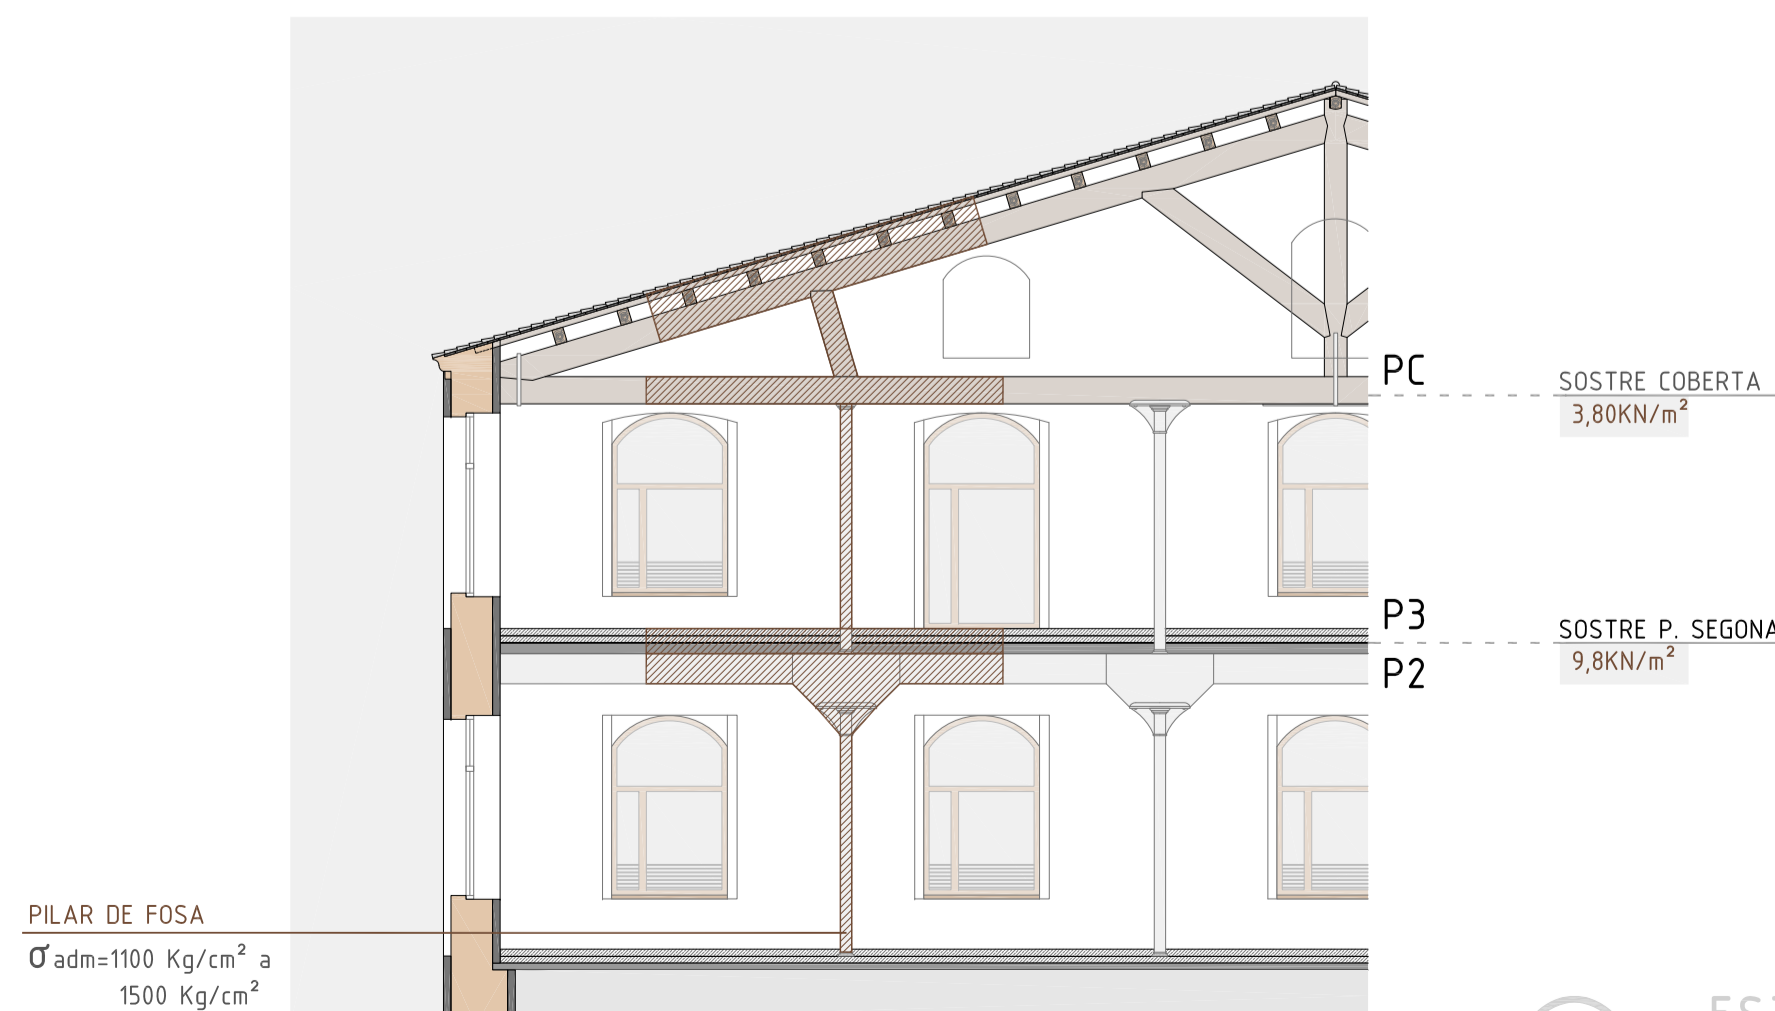 PC
SOSTRE COBERTA
3,80KN/m²
P3
SOSTRE P. SEGONA
9,8KN/m²
P2
PILAR DE FOSA
σadm=1100 Kg/cm² a
1500 Kg/cm²